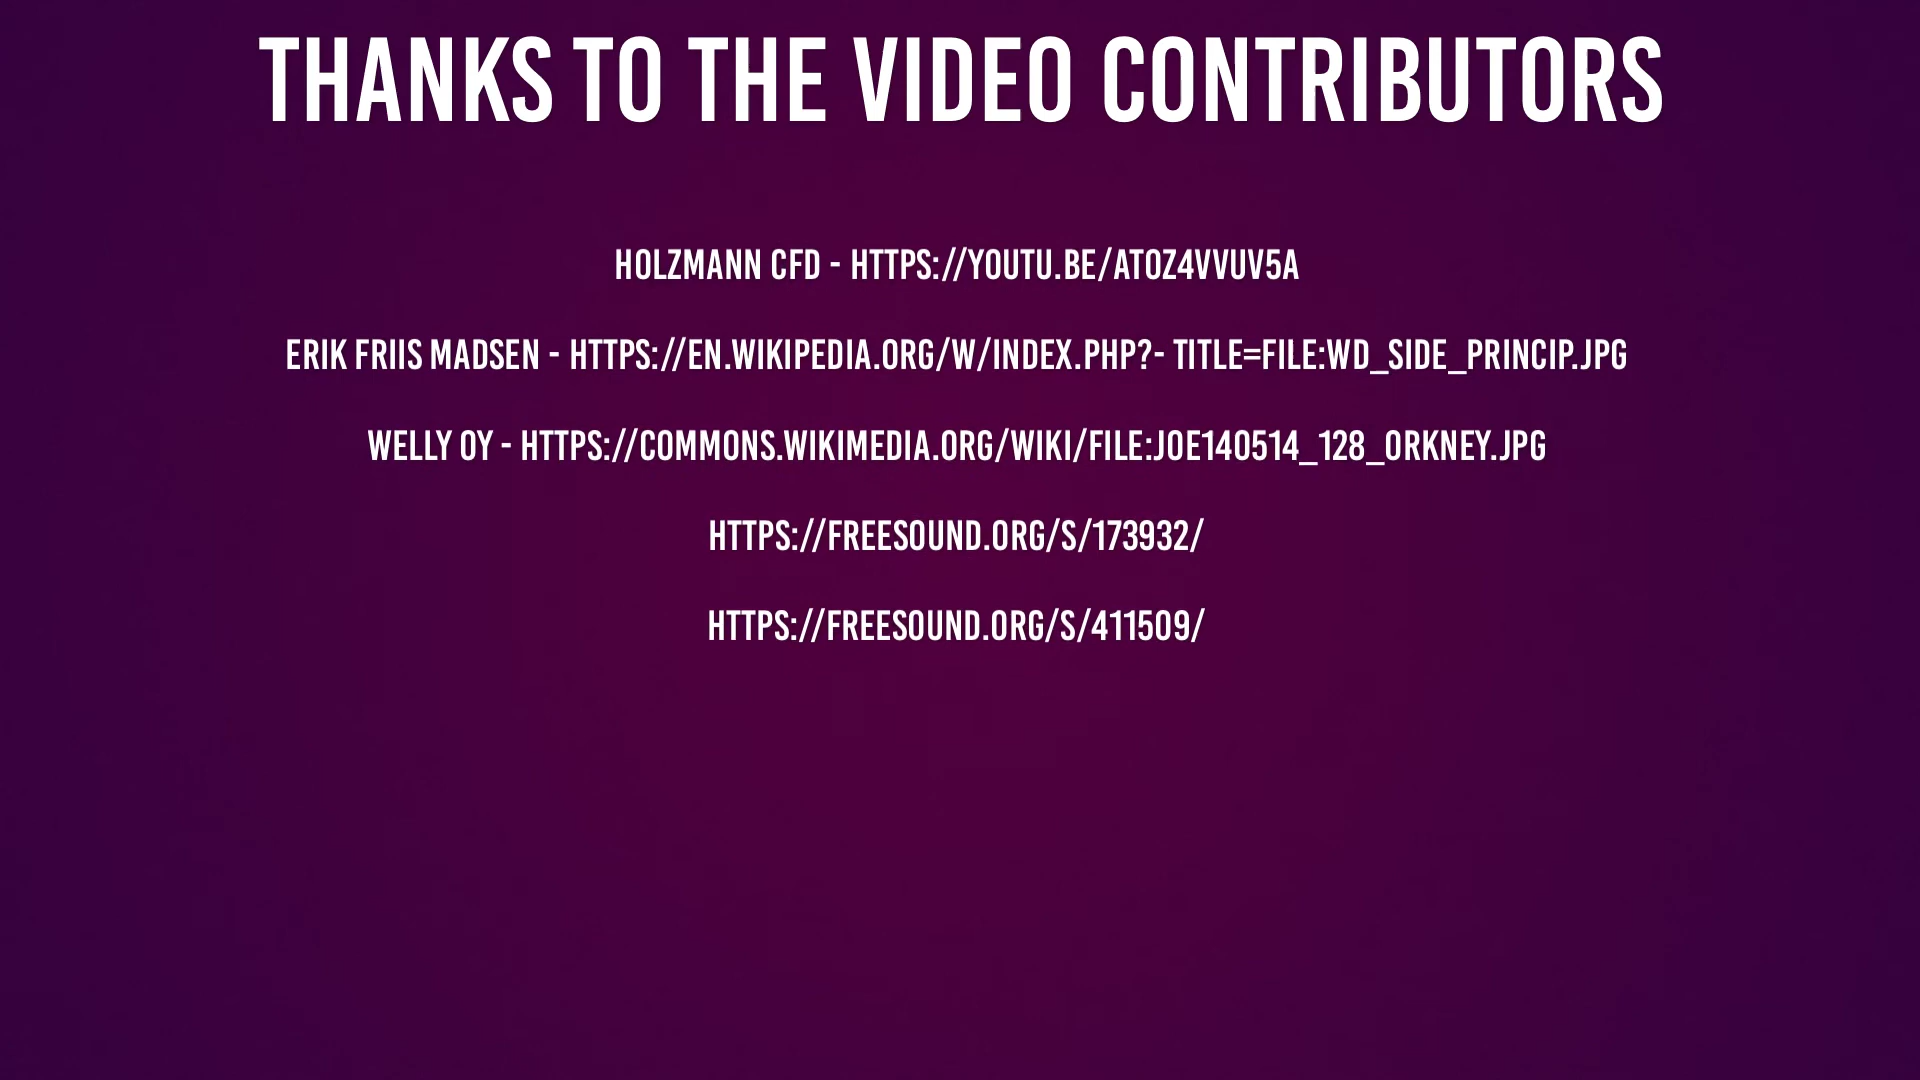 THANKS TO THE VIDEO CONTRIBUTORS
HOLZMANN CFD - HTTPS://YOUTU.BE/ATOZ4VVUV5A
ERIK FRIIS MADSEN - HTTPS://EN.WIKIPEDIA.ORG/W/INDEX.PHP?- TITLE=FILE:WD_SIDE_PRINCIP.JPG
WELLY OY - HTTPS://COMMONS.WIKIMEDIA.ORG/WIKI/FILE:JOE140514_128_ORKNEY.JPG
HTTPS://FREESOUND.ORG/S/173932/
HTTPS://FREESOUND.ORG/S/411509/